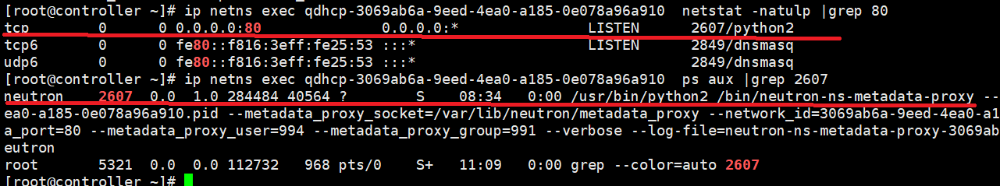 [root@controller ~]# ip netns exec qdhcp-3069ab6a-9eed-4ea0-a185-0e078a96a910  netstat -natulp |grep 80
tcp        0      0 0.0.0.0:80              0.0.0.0:*               LISTEN      2607/python2
tcp6       0      0 fe80::f816:3eff:fe25:53 :::*                    LISTEN      2849/dnsmasq
udp6       0      0 fe80::f816:3eff:fe25:53 :::*                                2849/dnsmasq
[root@controller ~]# ip netns exec qdhcp-3069ab6a-9eed-4ea0-a185-0e078a96a910  ps aux |grep 2607
neutron   2607  0.0  1.0 284484 40564 ?        S    08:34   0:00 /usr/bin/python2 /bin/neutron-ns-metadata-proxy --
ea0-a185-0e078a96a910.pid --metadata_proxy_socket=/var/lib/neutron/metadata_proxy --network_id=3069ab6a-9eed-4ea0-a1
a_port=80 --metadata_proxy_user=994 --metadata_proxy_group=991 --verbose --log-file=neutron-ns-metadata-proxy-3069ab
eutron
root      5321  0.0  0.0 112732   968 pts/0    S+   11:09   0:00 grep --color=auto 2607
[root@controller ~]#